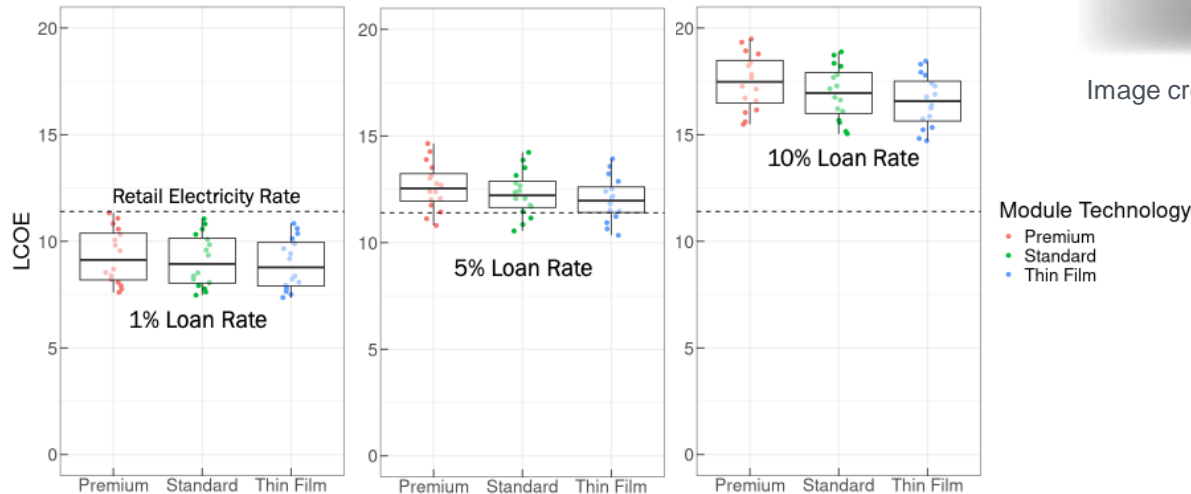 20
15
10
5
0
LCOE
Retail Electricity Rate
1% Loan Rate
Premium Standard Thin Film
20
15
10
5
0
5% Loan Rate
Premium Standard Thin Film
20
15
10
5
0
10% Loan Rate
Premium Standard Thin Film
Image cr
Module Technology
Premium
Standard
Thin Film